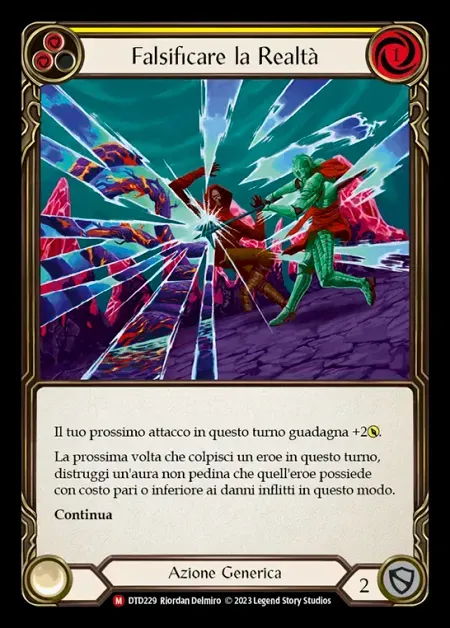 Falsificare la Realtà
1
Il tuo prossimo attacco in questo turno guadagna +2.
La prossima volta che colpisci un eroe in questo turno,
distruggi un'aura non pedina che quell'eroe possiede
con costo pari o inferiore ai danni inflitti in questo modo.
Continua
Azione Generica
2
M DTD229 Riordan Delmiro © 2023 Legend Story Studios